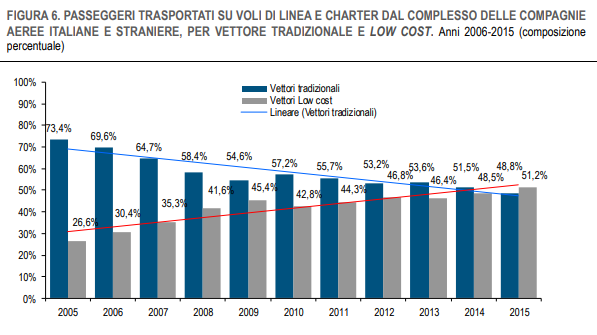 FIGURA 6. PASSEGGERI TRASPORTATI SU VOLI DI LINEA E CHARTER DAL COMPLESSO DELLE COMPAGNIE
AEREE ITALIANE E STRANIERE, PER VETTORE TRADIZIONALE E LOW COST. Anni 2006-2015 (composizione
percentuale)
Vettori tradizionali
Vettori Low cost
Lineare (Vettori tradizionali)
100%
90%
80%
70%
60%
50%
40%
30%
20%
10%
0%
73,4% 69,6% 64,7% 58,4% 54,6% 57,2% 55,7% 53,2% 53,6% 51,5% 48,8%
26,6% 30,4% 35,3% 41,6% 45,4% 42,8% 44,3% 46,8% 46,4% 48,5% 51,2%
2005 2006 2007 2008 2009 2010 2011 2012 2013 2014 2015